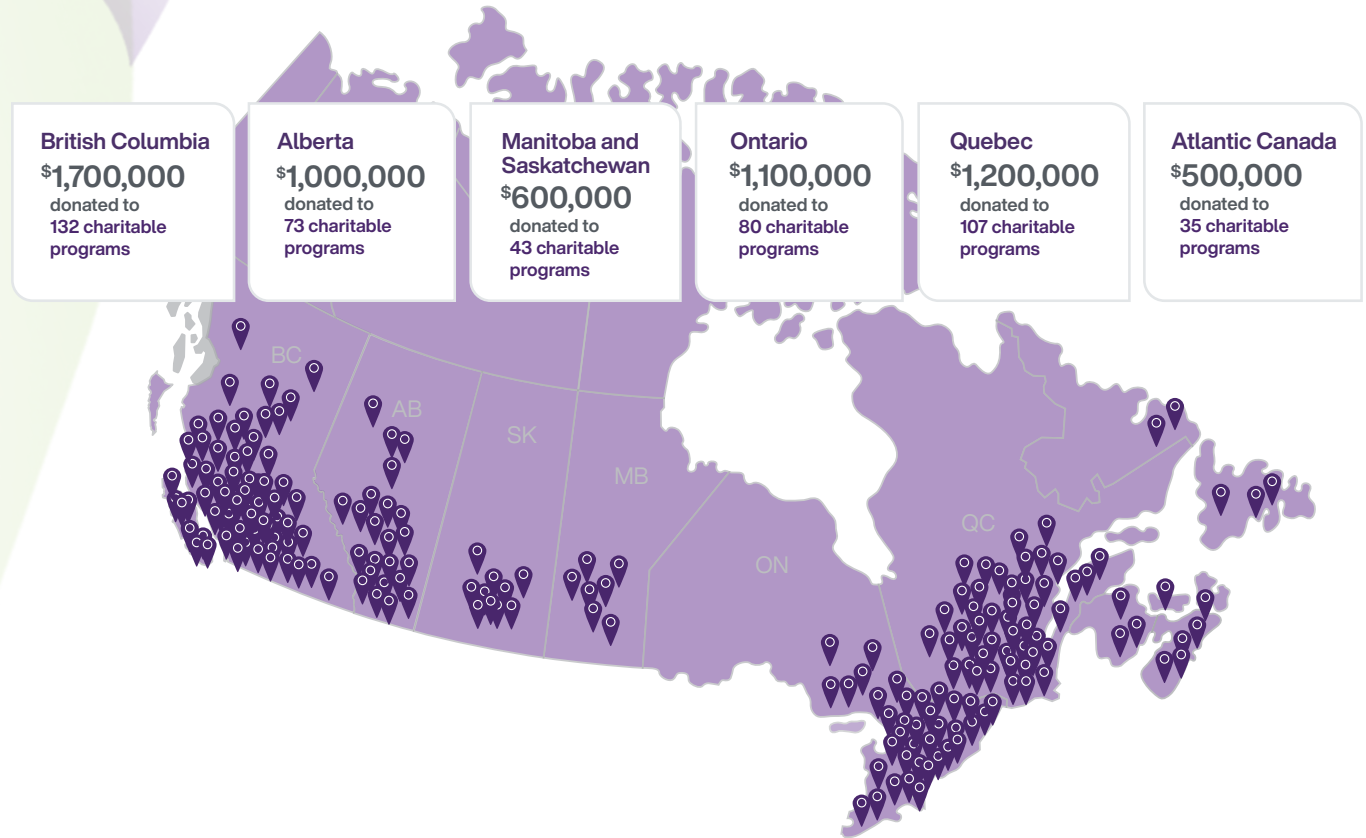 British Columbia
$1,700,000
donated to
132 charitable
programs
Alberta
$1,000,000
donated to
73 charitable
programs
Manitoba and
Saskatchewan
$600,000
donated to
43 charitable
programs
Ontario
$1,100,000
donated to
80 charitable
programs
Quebec
$1,200,000
donated to
107 charitable
programs
Atlantic Canada
$500,000
donated to
35 charitable
programs
BC
AB
SK
MB
ON
QC